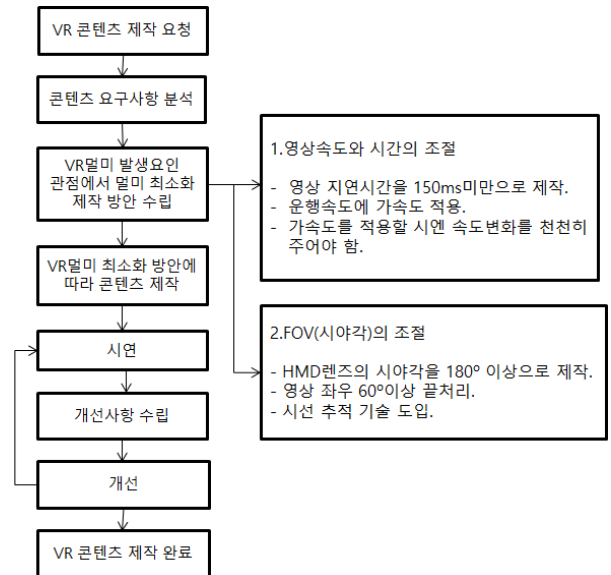 VR 콘텐츠 제작 요청
콘텐츠 요구사항 분석
VR멀미 발생요인
관점에서 멀미 최소화
제작 방안 수립
VR멀미 최소화 방안에
따라 콘텐츠 제작
시연
개선사항 수립
개선
VR 콘텐츠 제작 완료
1.영상속도와 시간의 조절
- 영상 지연시간을 150ms미만으로 제작.
- 운행속도에 가속도 적용.
- 가속도를 적용할 시엔 속도변화를 천천히
주어야 함.
2.FOV(시야각)의 조절
- HMD렌즈의 시야각을 180º 이상으로 제작.
- 영상 좌우 60º이상 끝처리.
- 시선 추적 기술 도입.